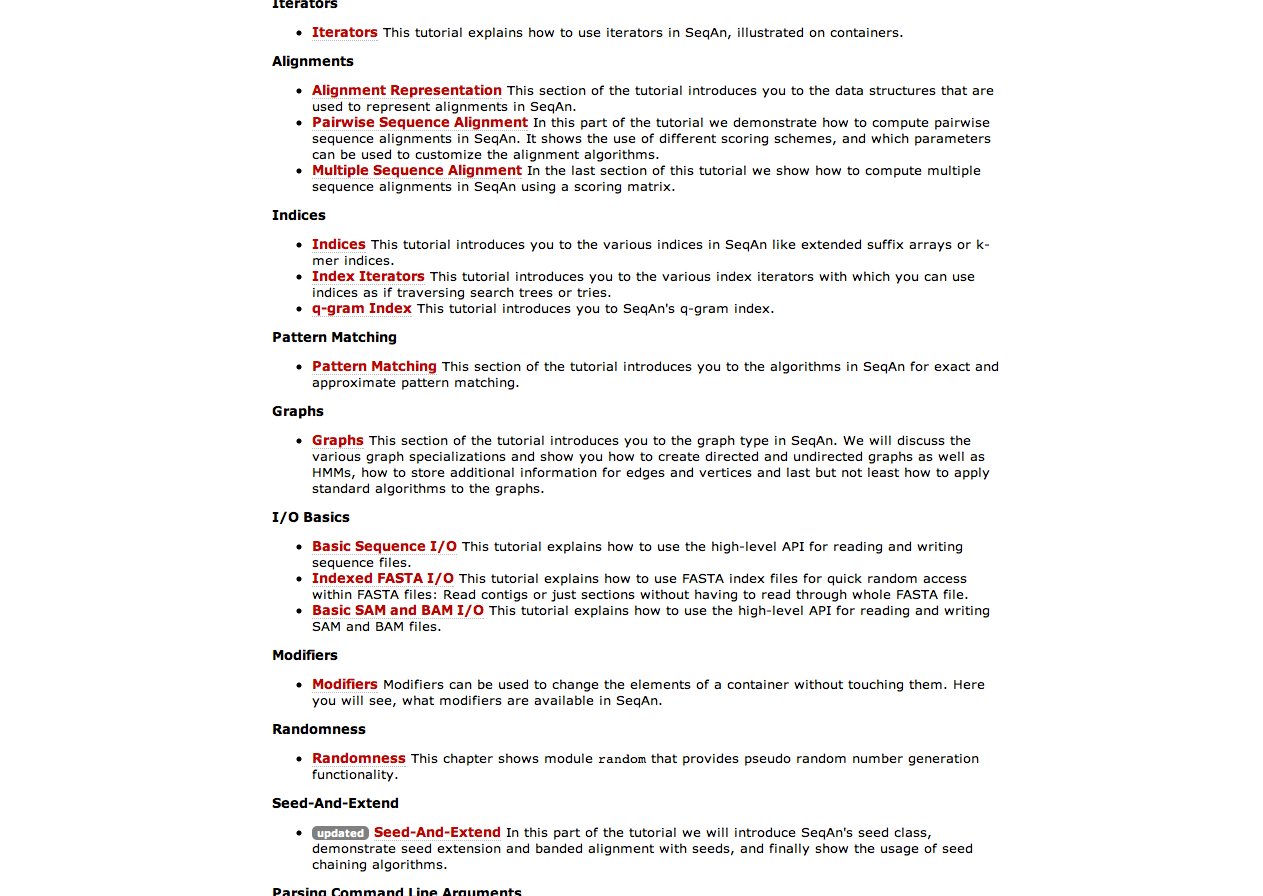 Iterators
• Iterators This tutorial explains how to use iterators in SeqAn, illustrated on containers.
Alignments
• Alignment Representation This section of the tutorial introduces you to the data structures that are
used to represent alignments in SeqAn.
• Pairwise Sequence Alignment In this part of the tutorial we demonstrate how to compute pairwise
sequence alignments in SeqAn. It shows the use of different scoring schemes, and which parameters
can be used to customize the alignment algorithms.
• Multiple Sequence Alignment In the last section of this tutorial we show how to compute multiple
sequence alignments in SeqAn using a scoring matrix.
Indices
• Indices This tutorial introduces you to the various indices in SeqAn like extended suffix arrays or k-
mer indices.
• Index Iterators This tutorial introduces you to the various index iterators with which you can use
indices as if traversing search trees or tries.
• q-gram Index This tutorial introduces you to SeqAn's q-gram index.
Pattern Matching
• Pattern Matching This section of the tutorial introduces you to the algorithms in SeqAn for exact and
approximate pattern matching.
Graphs
• Graphs This section of the tutorial introduces you to the graph type in SeqAn. We will discuss the
various graph specializations and show you how to create directed and undirected graphs as well as
HMMs, how to store additional information for edges and vertices and last but not least how to apply
standard algorithms to the graphs.
I/O Basics
• Basic Sequence I/O This tutorial explains how to use the high-level API for reading and writing
sequence files.
• Indexed FASTA I/O This tutorial explains how to use FASTA index files for quick random access
within FASTA files: Read contigs or just sections without having to read through whole FASTA file.
• Basic SAM and BAM I/O This tutorial explains how to use the high-level API for reading and writing
SAM and BAM files.
Modifiers
• Modifiers Modifiers can be used to change the elements of a container without touching them. Here
you will see, what modifiers are available in SeqAn.
Randomness
• Randomness This chapter shows module random that provides pseudo random number generation
functionality.
Seed-And-Extend
• updated Seed-And-Extend In this part of the tutorial we will introduce SeqAn's seed class,
demonstrate seed extension and banded alignment with seeds, and finally show the usage of seed
chaining algorithms.
Parsing Command Line Arguments